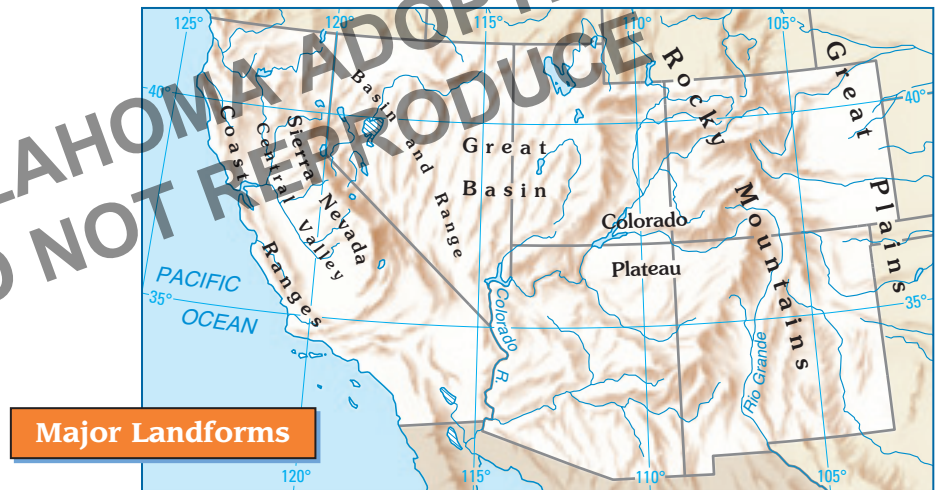 125°
120°
115°
110°
105°
LAHOMA ADOPT
NOT REPRODUCE
40°
40°
Coast
Ranges
Central
Valley
Sierra
Nevada
Basin and Range
Great
Basin
Colorado
Plateau
Rocky
Mountains
Great
Plains
PACIFIC
OCEAN
35°
35°
Colorado
R.
Rio Grande
Major Landforms
120°
115°
110°
105°